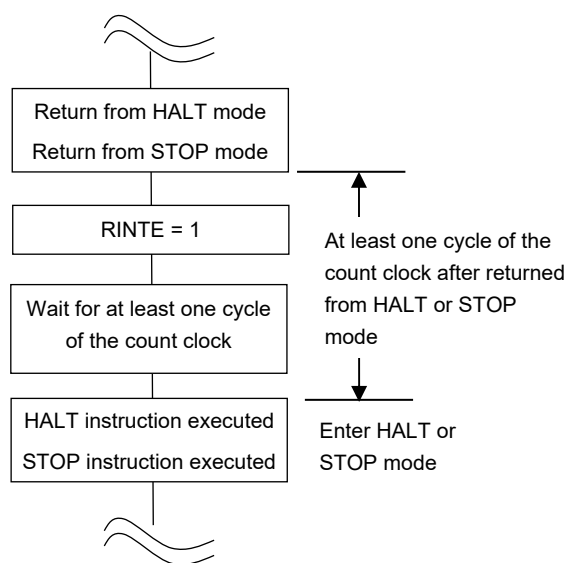 Return from HALT mode
Return from STOP mode
RINTE = 1
At least one cycle of the
count clock after returned
from HALT or STOP
mode
Wait for at least one cycle
of the count clock
HALT instruction executed
STOP instruction executed
Enter HALT or
STOP mode